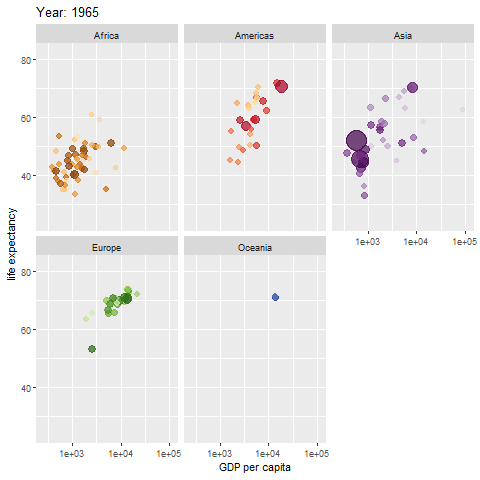 Year: 1965
Africa Americas Asia
80
60
40
1e+03 1e+04 1e+05
life expectancy
Europe Oceania
80
60
40
1e+03 1e+04 1e+05 1e+03 1e+04 1e+05
GDP per capita